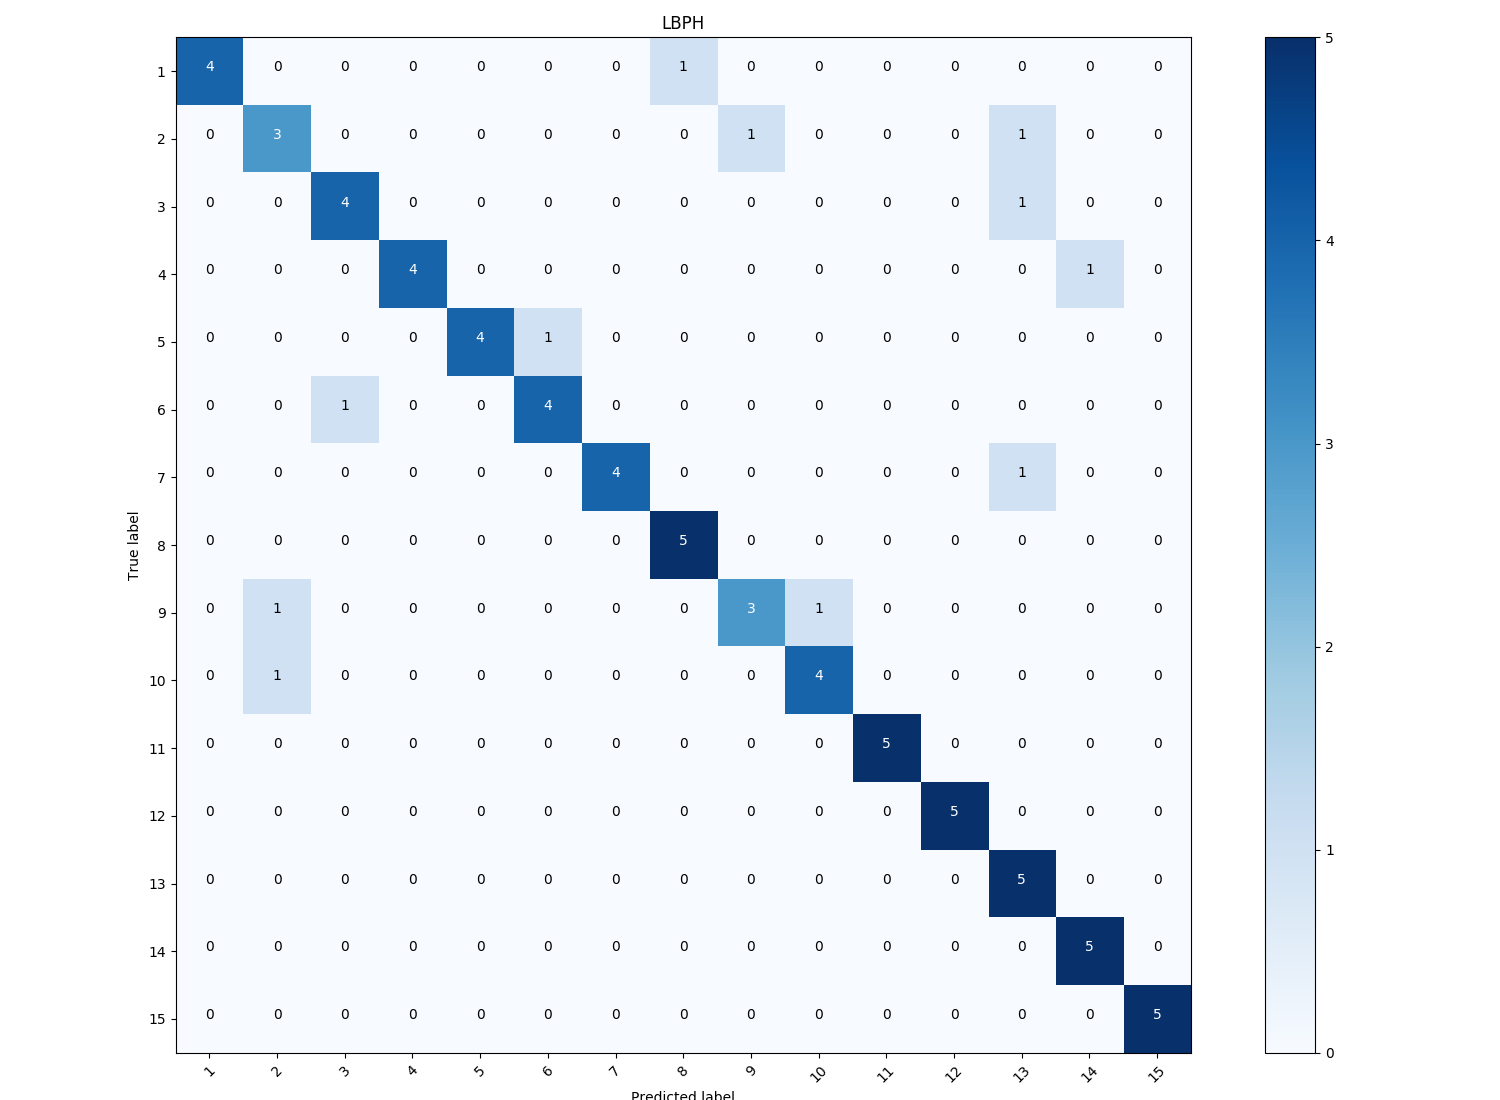 LBPH
1 4 0 0 0 0 0 0 1 0 0 0 0 0 0 0
2 0 3 0 0 0 0 0 0 1 0 0 0 1 0 0
3 0 0 4 0 0 0 0 0 0 0 0 0 1 0 0
4 0 0 0 4 0 0 0 0 0 0 0 0 0 1 0
5 0 0 0 0 4 1 0 0 0 0 0 0 0 0 0
6 0 0 1 0 0 4 0 0 0 0 0 0 0 0 0
7 0 0 0 0 0 0 4 0 0 0 0 0 1 0 0
8 0 0 0 0 0 0 0 5 0 0 0 0 0 0 0
9 0 1 0 0 0 0 0 0 3 1 0 0 0 0 0
10 0 1 0 0 0 0 0 0 0 4 0 0 0 0 0
11 0 0 0 0 0 0 0 0 0 0 5 0 0 0 0
12 0 0 0 0 0 0 0 0 0 0 0 5 0 0 0
13 0 0 0 0 0 0 0 0 0 0 0 0 5 0 0
14 0 0 0 0 0 0 0 0 0 0 0 0 0 5 0
15 0 0 0 0 0 0 0 0 0 0 0 0 0 0 5
True label
1 2 3 4 5 6 7 8 9 10 11 12 13 14 15
Predicted label
5
4
3
2
1
0